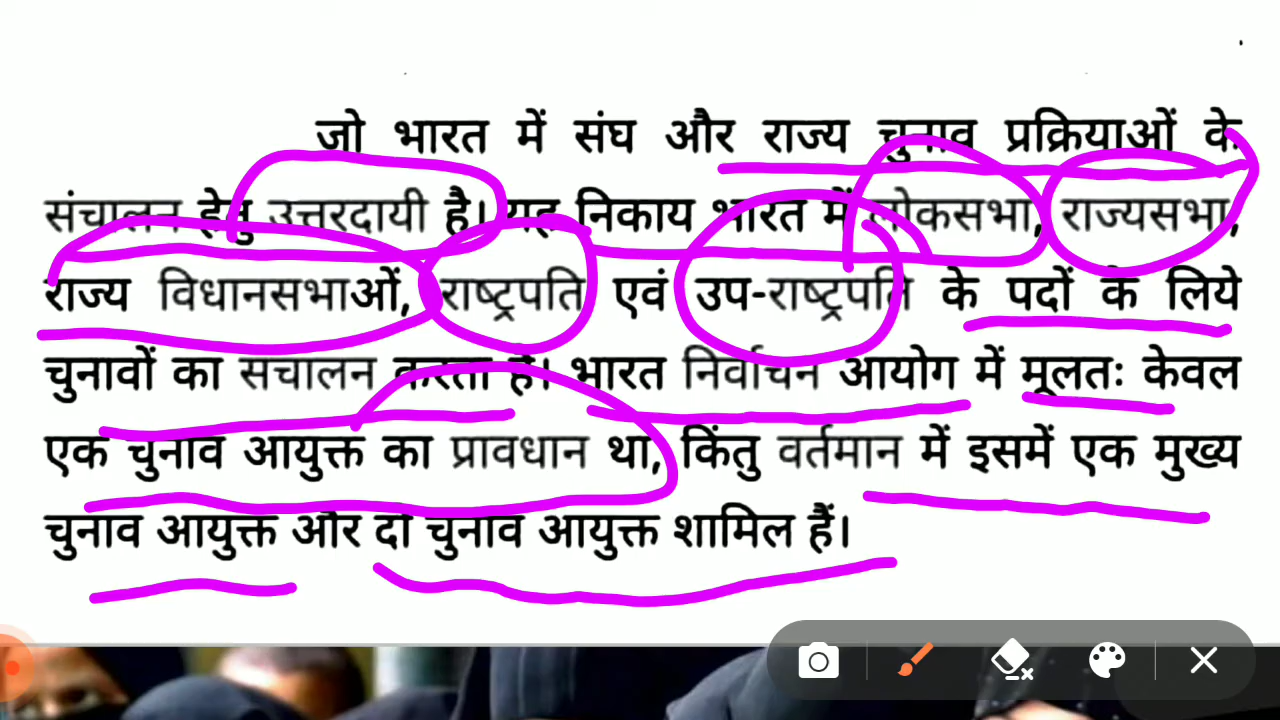 जो भारत में संघ और राज्य चुनाव प्रक्रियाओं के
संचालन हेतु उत्तरदायी है। यह निकाय भारत में लोकसभा, राज्यसभा,
राज्य विधानसभाओं, राष्ट्रपति एवं उप-राष्ट्रपति के पदों के लिये
चुनावों का संचालन करता है। भारत निर्वाचन आयोग में मूलतः केवल
एक चुनाव आयुक्त का प्रावधान था, किंतु वर्तमान में इसमें एक मुख्य
चुनाव आयुक्त और दो चुनाव आयुक्त शामिल हैं।